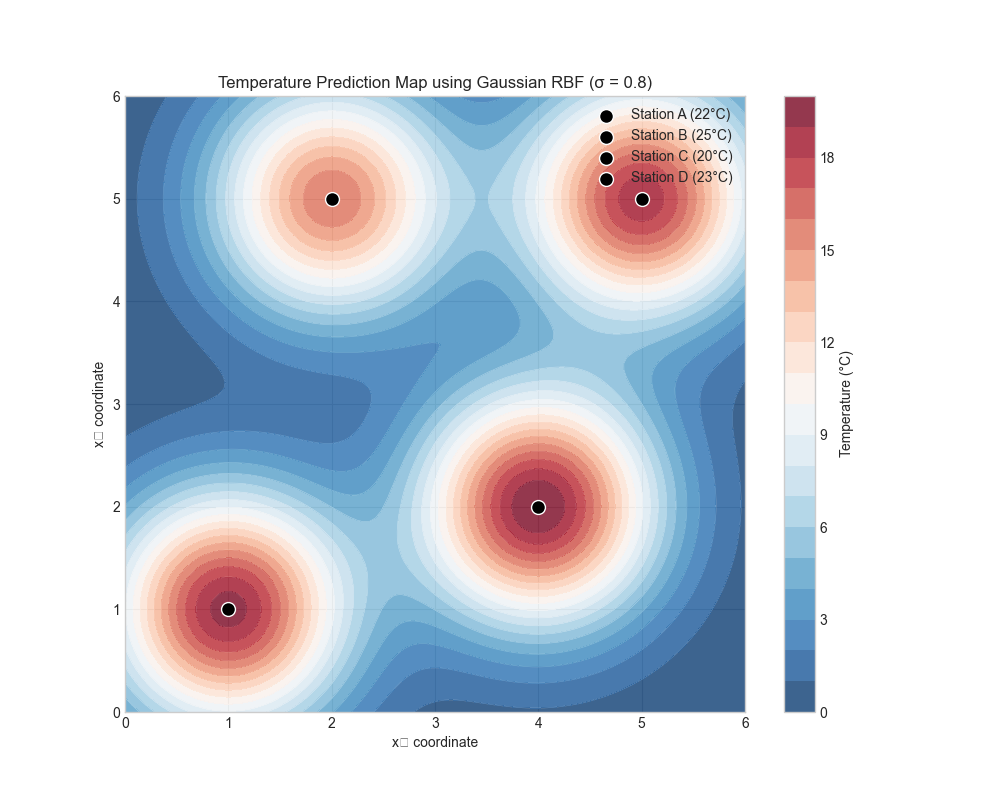 Temperature Prediction Map using Gaussian RBF (σ = 0.8)
Station A (22°C)
Station B (25°C)
Station C (20°C)
Station D (23°C)
6
5
4
3
2
1
0
x▯ coordinate
0 1 2 3 4 5 6
x▯ coordinate
18
15
12
9
6
3
0
Temperature (°C)